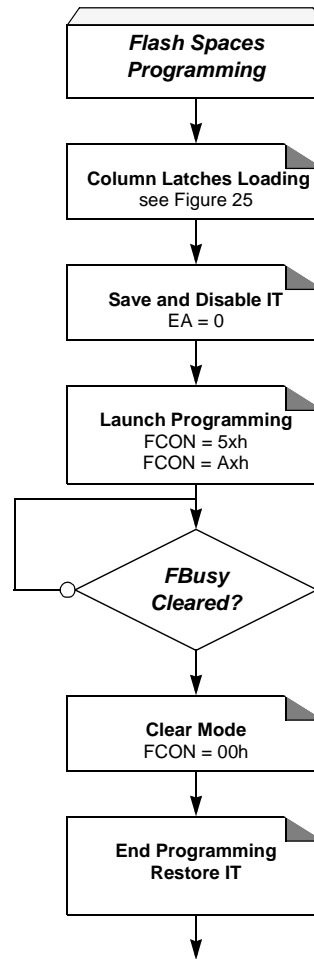 Flash Spaces
Programming
Column Latches Loading
see Figure 25
Save and Disable IT
EA = 0
Launch Programming
FCON = 5xh
FCON = Axh
FBusy
Cleared?
Clear Mode
FCON = 00h
End Programming
Restore IT